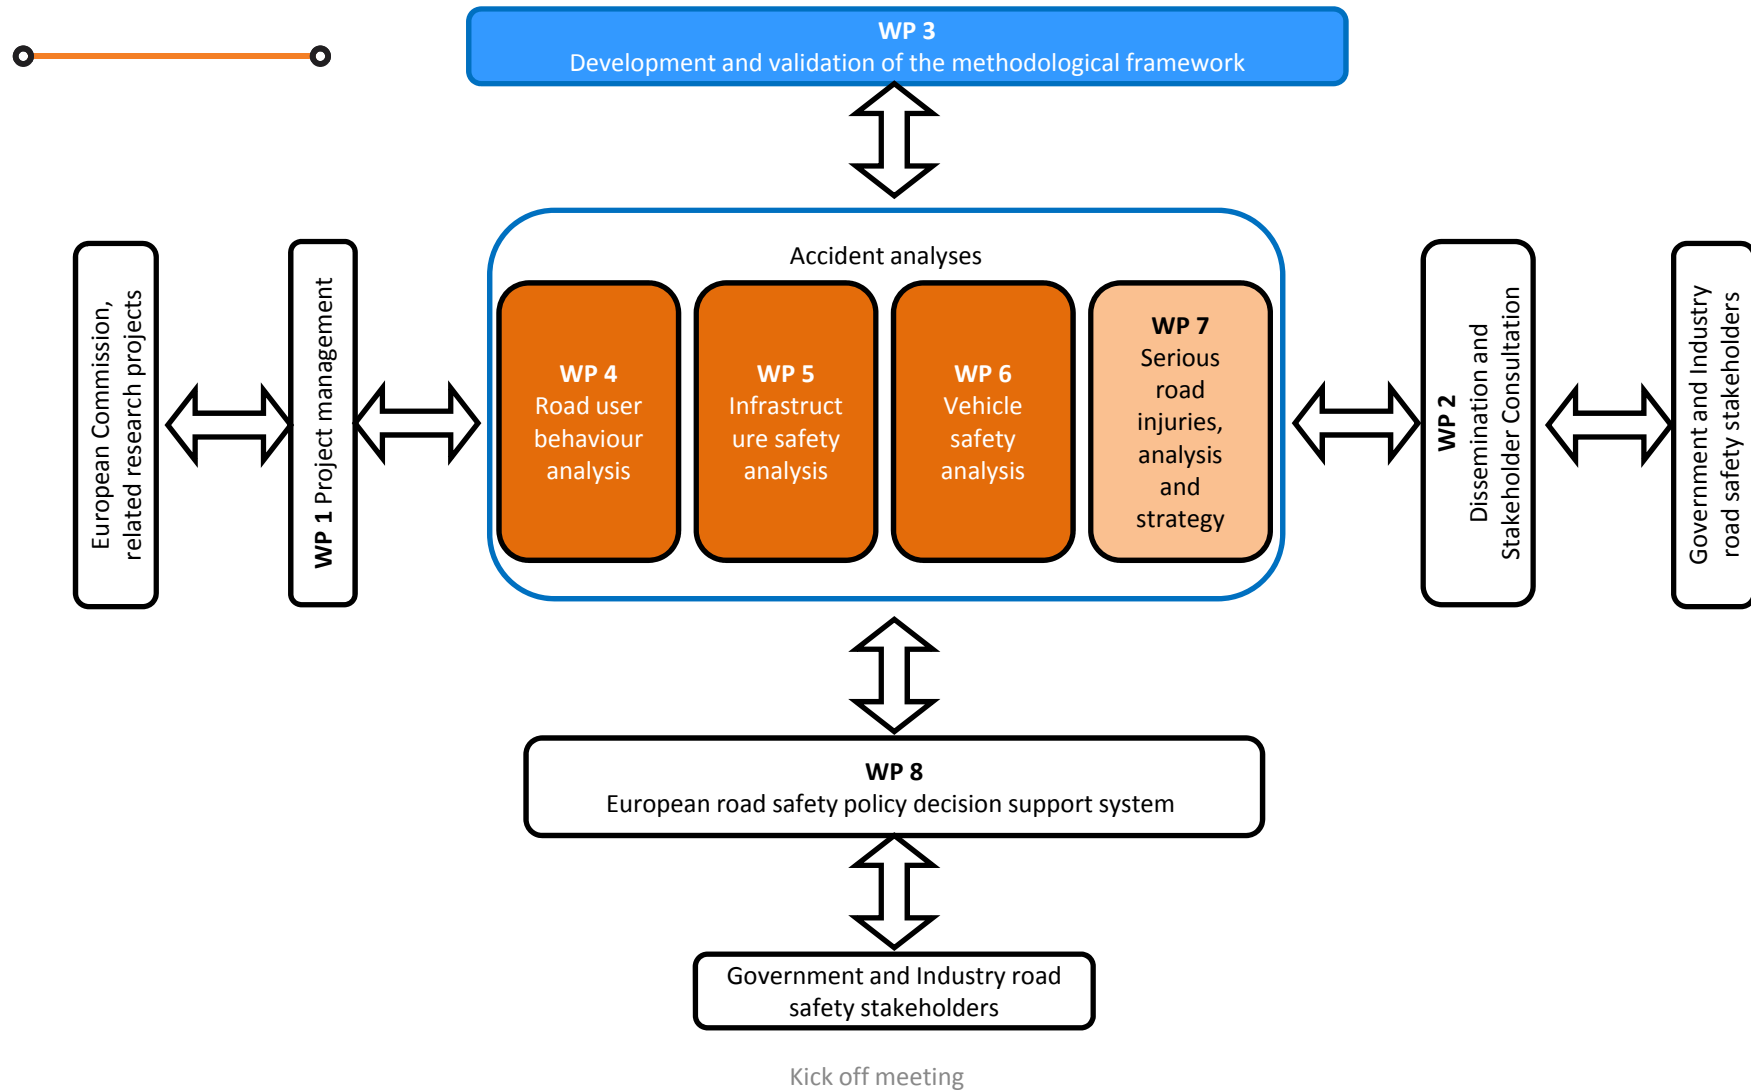 WP 3
Development and validation of the methodological framework
European Commission,
related research projects
WP 1 Project management
Accident analyses
WP 4
Road user
behaviour
analysis
WP 5
Infrastruct
ure safety
analysis
WP 6
Vehicle
safety
analysis
WP 7
Serious
road
injuries,
analysis
and
strategy
WP 2
Dissemination and
Stakeholder Consultation
Government and Industry
road safety stakeholders
WP 8
European road safety policy decision support system
Government and Industry road
safety stakeholders
Kick off meeting